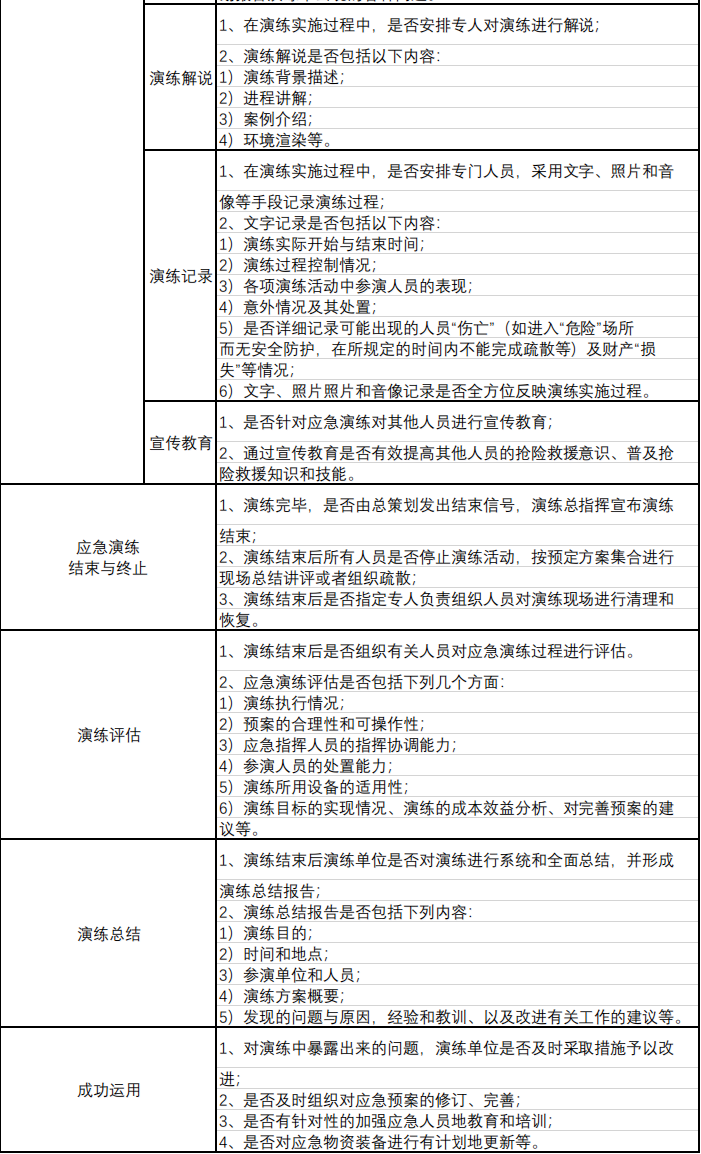 演练解说
1、在演练实施过程中，是否安排专人对演练进行解说；
2、演练解说是否包括以下内容：
1）演练背景描述；
2）进程讲解；
3）案例介绍；
4）环境渲染等。
演练记录
1、在演练实施过程中，是否安排专门人员，采用文字、照片和音
像等手段记录演练过程；
2、文字记录是否包括以下内容：
1）演练实际开始与结束时间；
2）演练过程控制情况；
3）各项演练活动中参演人员的表现；
4）意外情况及其处置；
5）是否详细记录可能出现的人员“伤亡”（如进入“危险”场所
而无安全防护，在所规定的时间内不能完成疏散等）及财产“损
失”等情况；
6）文字、照片照片和音像记录是否全方位反映演练实施过程。
宣传教育
1、是否针对应急演练对其他人员进行宣传教育；
2、通过宣传教育是否有效提高其他人员的抢险救援意识、普及抢
险救援知识和技能。
应急演练
结束与终止
1、演练完毕，是否由总策划发出结束信号，演练总指挥宣布演练
结束；
2、演练结束后所有人员是否停止演练活动，按预定方案集合进行
现场总结讲评或者组织疏散；
3、演练结束后是否指定专人负责组织人员对演练现场进行清理和
恢复。
演练评估
1、演练结束后是否组织有关人员对应急演练过程进行评估。
2、应急演练评估是否包括下列几个方面：
1）演练执行情况；
2）预案的合理性和可操作性；
3）应急指挥人员的指挥协调能力；
4）参演人员的处置能力；
5）演练所用设备的适用性；
6）演练目标的实现情况、演练的成本效益分析、对完善预案的建
议等。
演练总结
1、演练结束后演练单位是否对演练进行系统和全面总结，并形成
演练总结报告；
2、演练总结报告是否包括下列内容：
1）演练目的；
2）时间和地点；
3）参演单位和人员；
4）演练方案概要；
5）发现的问题与原因，经验和教训、以及改进有关工作的建议等。
成功运用
1、对演练中暴露出来的问题，演练单位是否及时采取措施予以改
进；
2、是否及时组织对应急预案的修订、完善；
3、是否有针对性的加强应急人员地教育和培训；
4、是否对应急物资装备进行有计划地更新等。